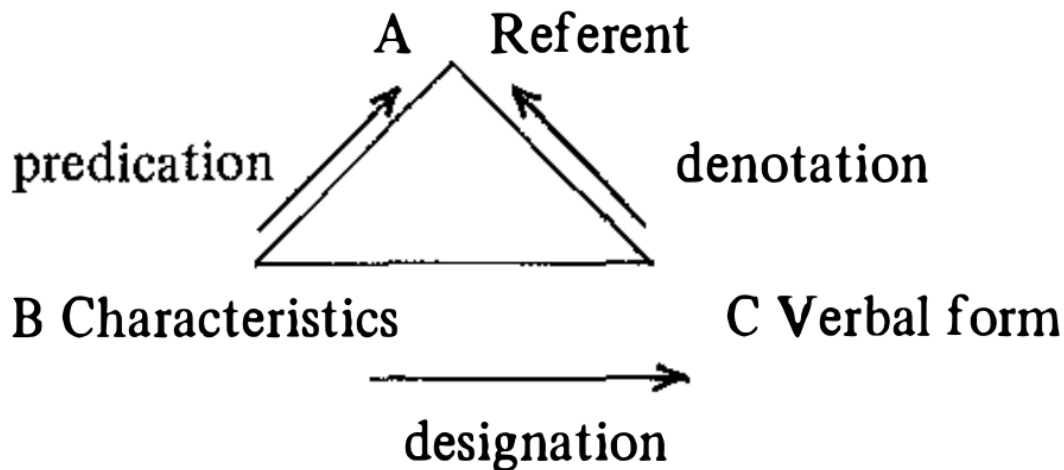 A Referent
predication
denotation
B Characteristics
C Verbal form
designation